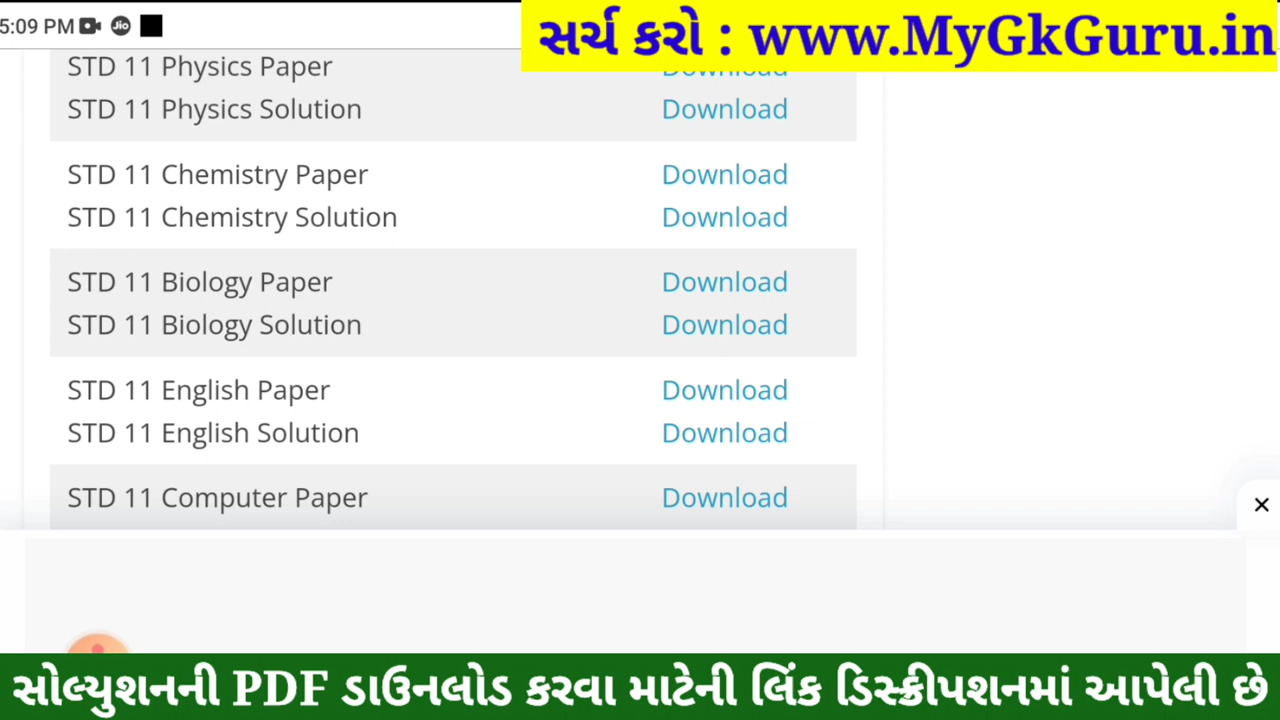 5:09 PM
Jio
સર્ચ કરો : www.MyGkGuru.in
STD 11 Physics Paper Download
STD 11 Physics Solution Download
STD 11 Chemistry Paper Download
STD 11 Chemistry Solution Download
STD 11 Biology Paper Download
STD 11 Biology Solution Download
STD 11 English Paper Download
STD 11 English Solution Download
STD 11 Computer Paper Download
સોલ્યુશનની PDF ડાઉનલોડ કરવા માટેની લિંક ડિસ્ક્રીપશનમાં આપેલી છે